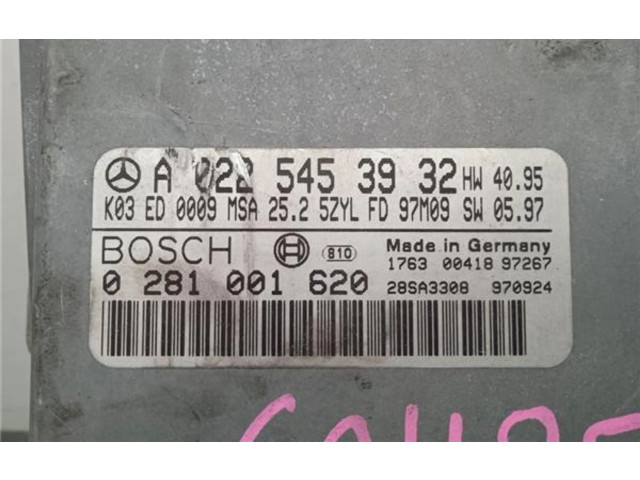 A 022 545 39 32 HW 40.95
K03 ED 0009 MSA 25.2 5ZYL FD 97M09 SW 05.97
BOSCH 810 Made in Germany
1763 00418 97267
0 281 001 620 28SA3308 970924